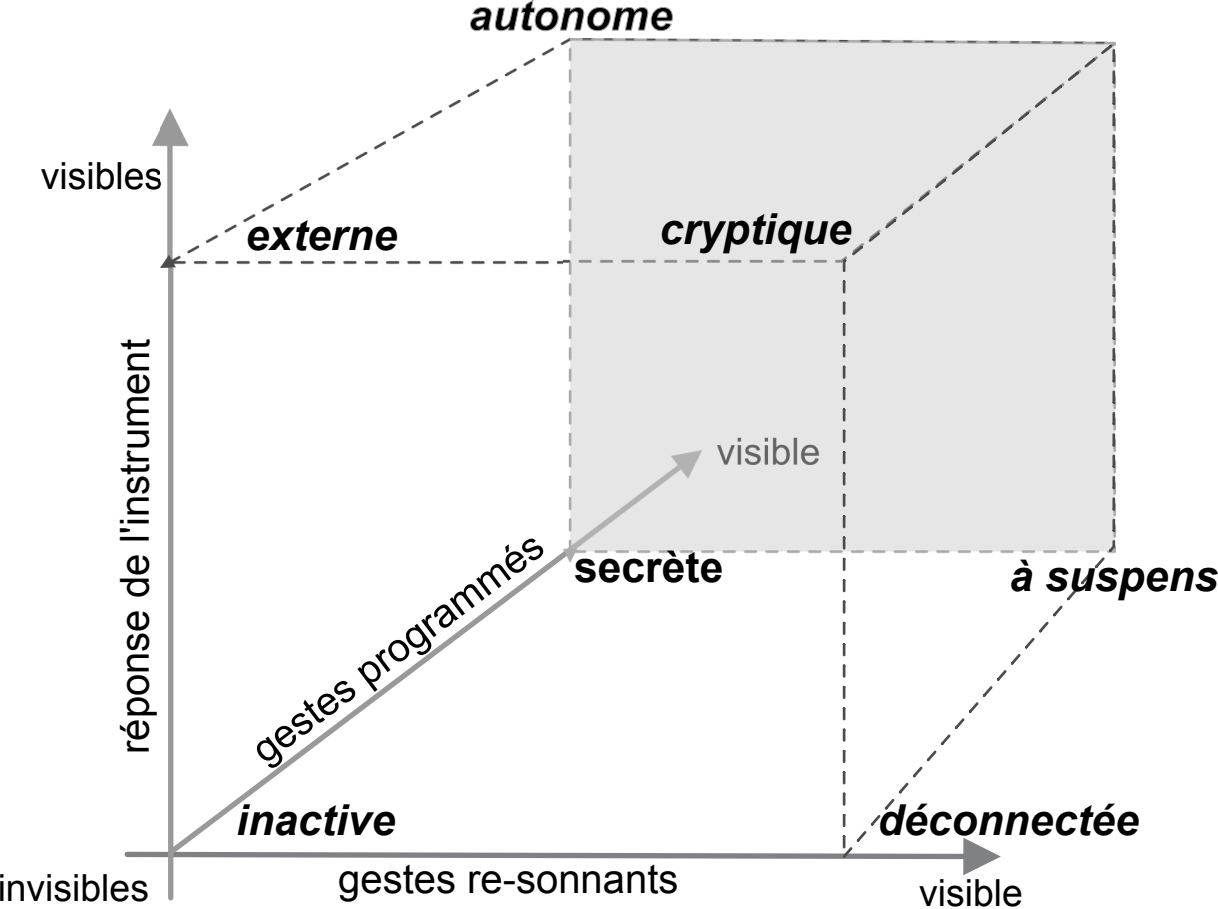 autonome
visibles
externe
cryptique
réponse de l'instrument
visible
gestes programmés
secrète
à suspens
inactive
déconnectée
invisibles
gestes re-sonnants
visible